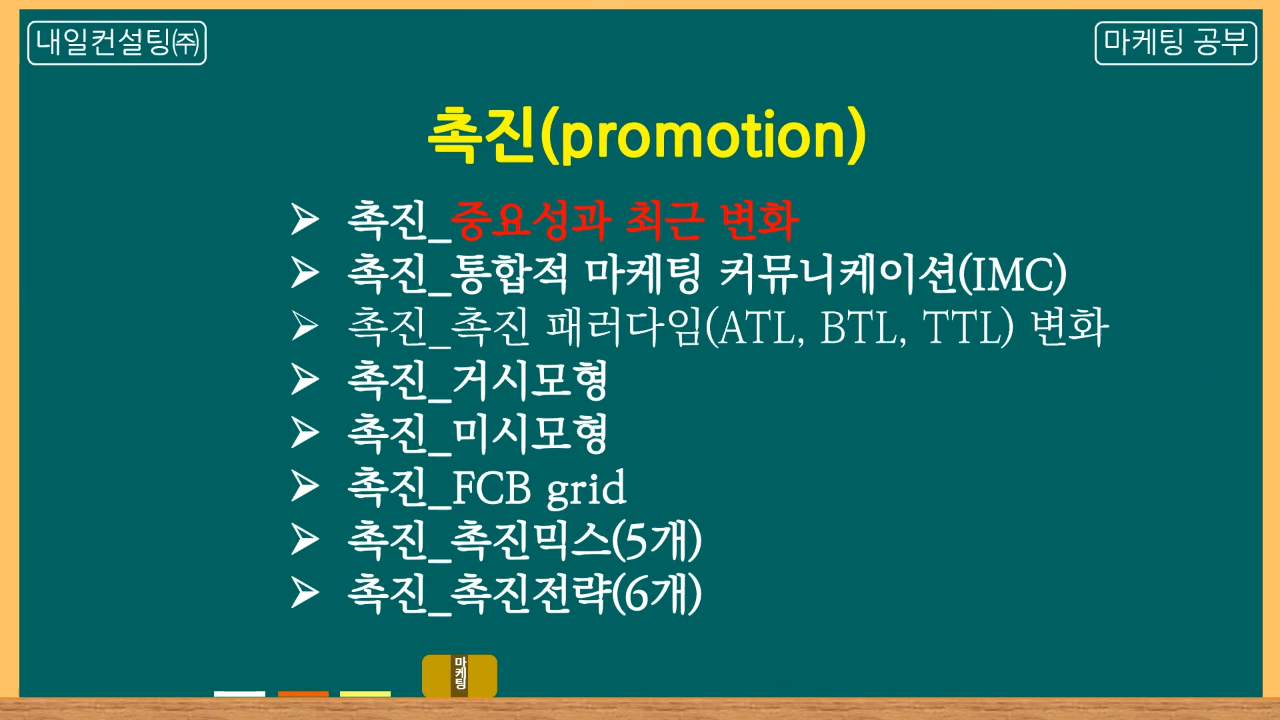 내일컨설팅㈜
마케팅 공부
촉진(promotion)
➢ 촉진_중요성과 최근 변화
➢ 촉진_통합적 마케팅 커뮤니케이션(IMC)
➢ 촉진_촉진 패러다임(ATL, BTL, TTL) 변화
➢ 촉진_거시모형
➢ 촉진_미시모형
➢ 촉진_FCB grid
➢ 촉진_촉진믹스(5개)
➢ 촉진_촉진전략(6개)
마케팅